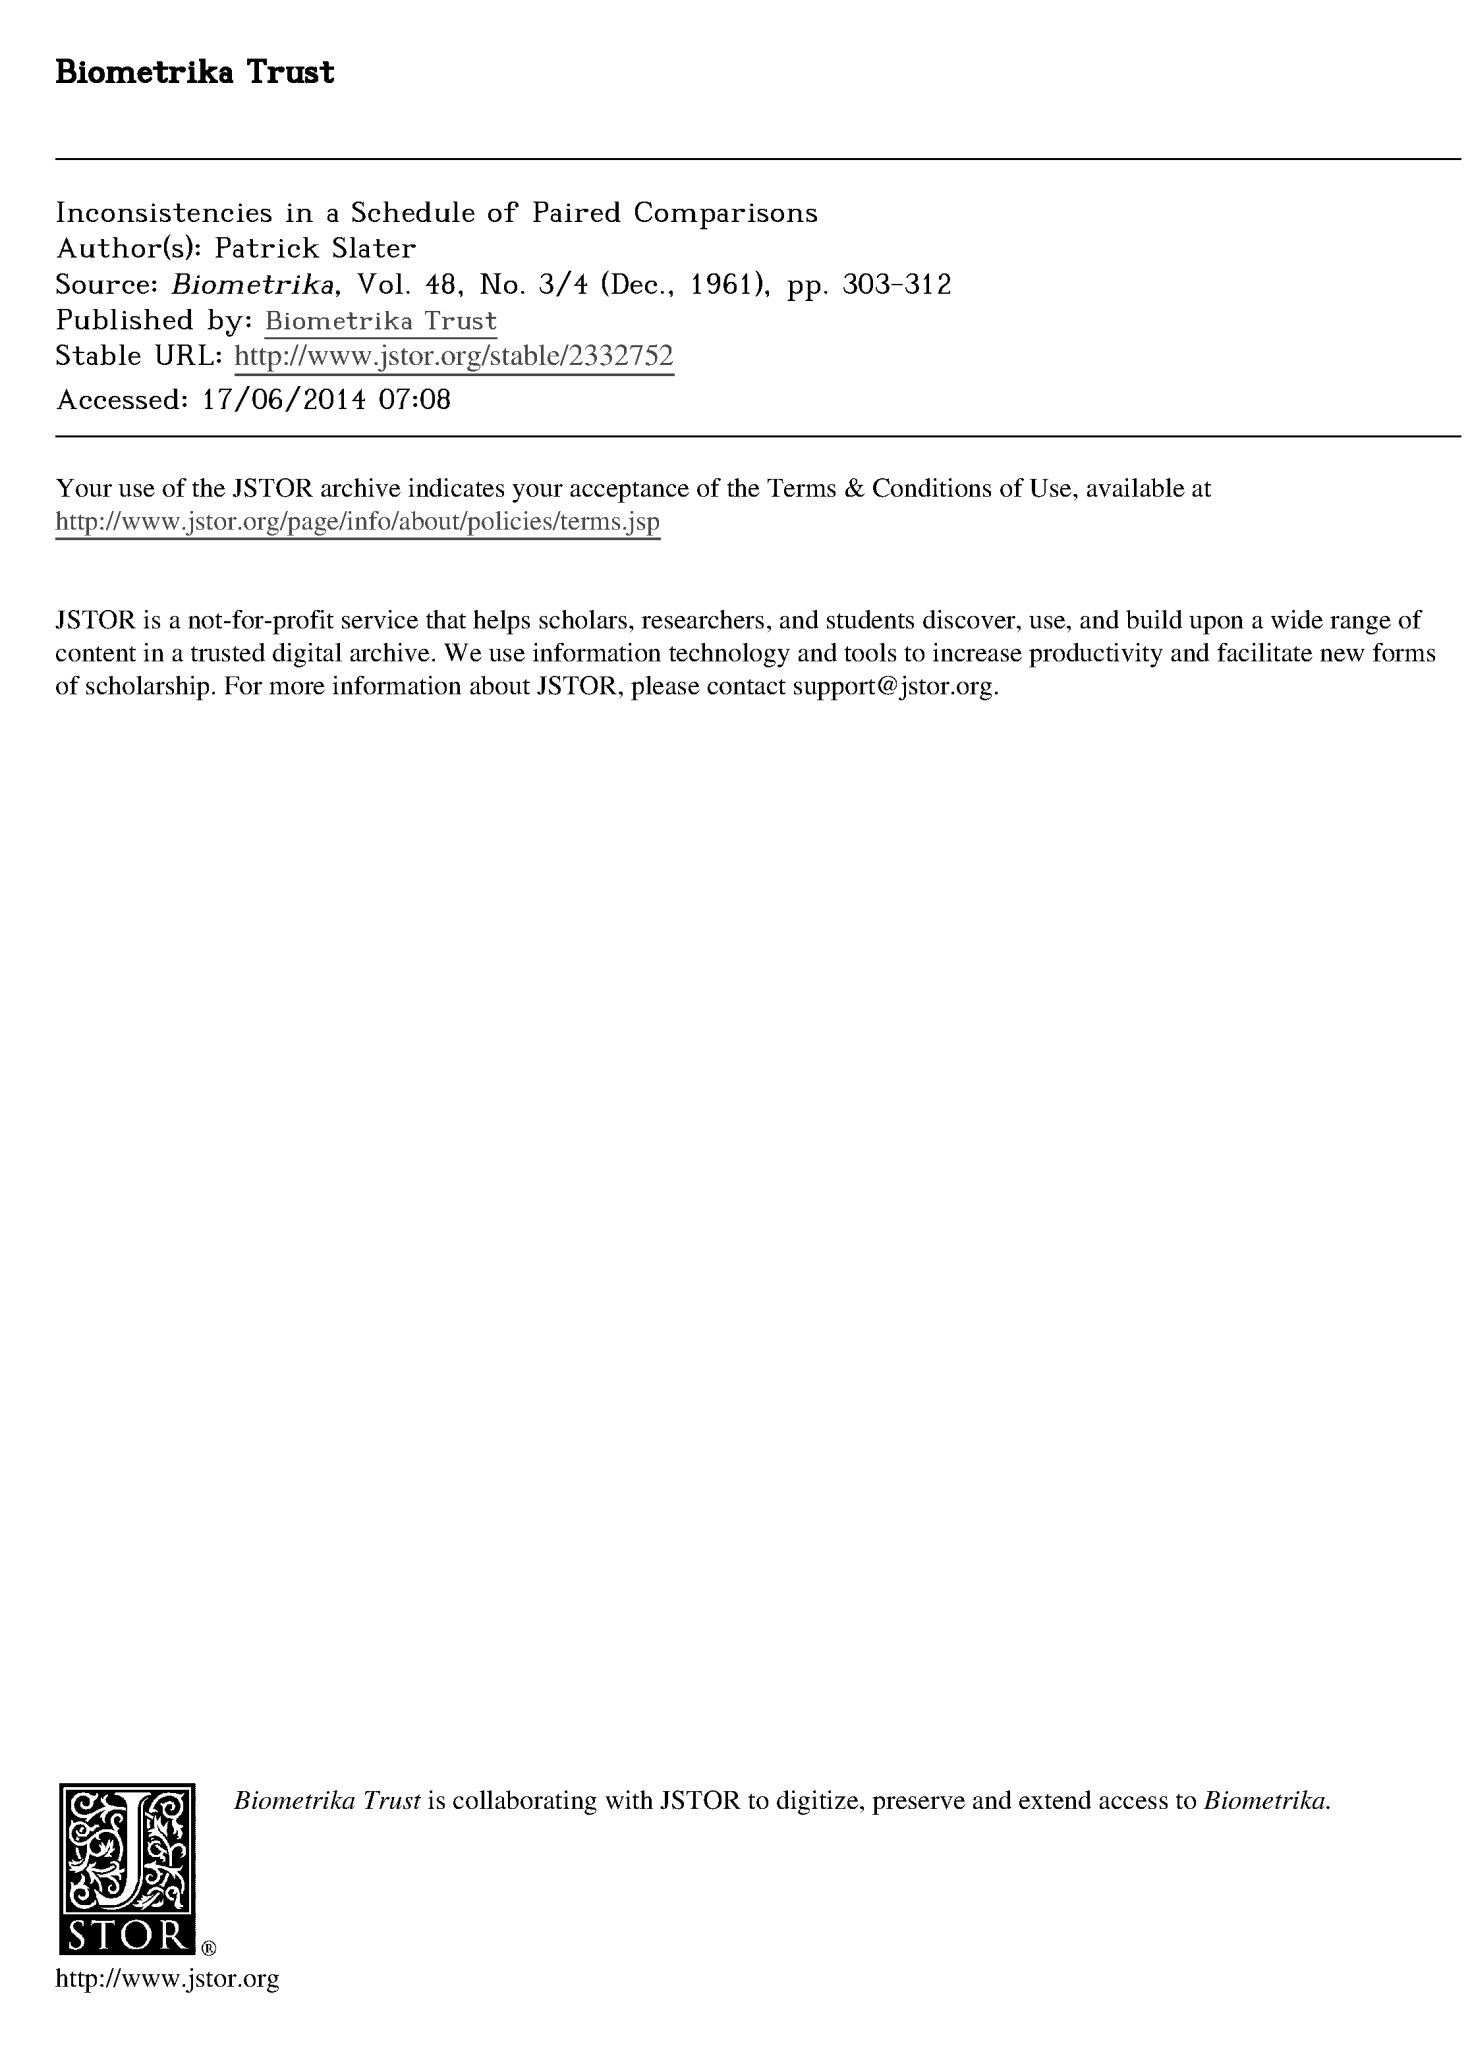 Biometrika Trust
Inconsistencies in a Schedule of Paired Comparisons
Author(s): Patrick Slater
Source: Biometrika, Vol. 48, No. 3/4 (Dec., 1961), pp. 303-312
Published by: Biometrika Trust
Stable URL: http://www.jstor.org/stable/2332752
Accessed: 17/06/2014 07:08
Your use of the JSTOR archive indicates your acceptance of the Terms & Conditions of Use, available at
http://www.jstor.org/page/info/about/policies/terms.jsp
JSTOR is a not-for-profit service that helps scholars, researchers, and students discover, use, and build upon a wide range of
content in a trusted digital archive. We use information technology and tools to increase productivity and facilitate new forms
of scholarship. For more information about JSTOR, please contact support@jstor.org.
Biometrika Trust is collaborating with JSTOR to digitize, preserve and extend access to Biometrika.
J
STOR ®
http://www.jstor.org